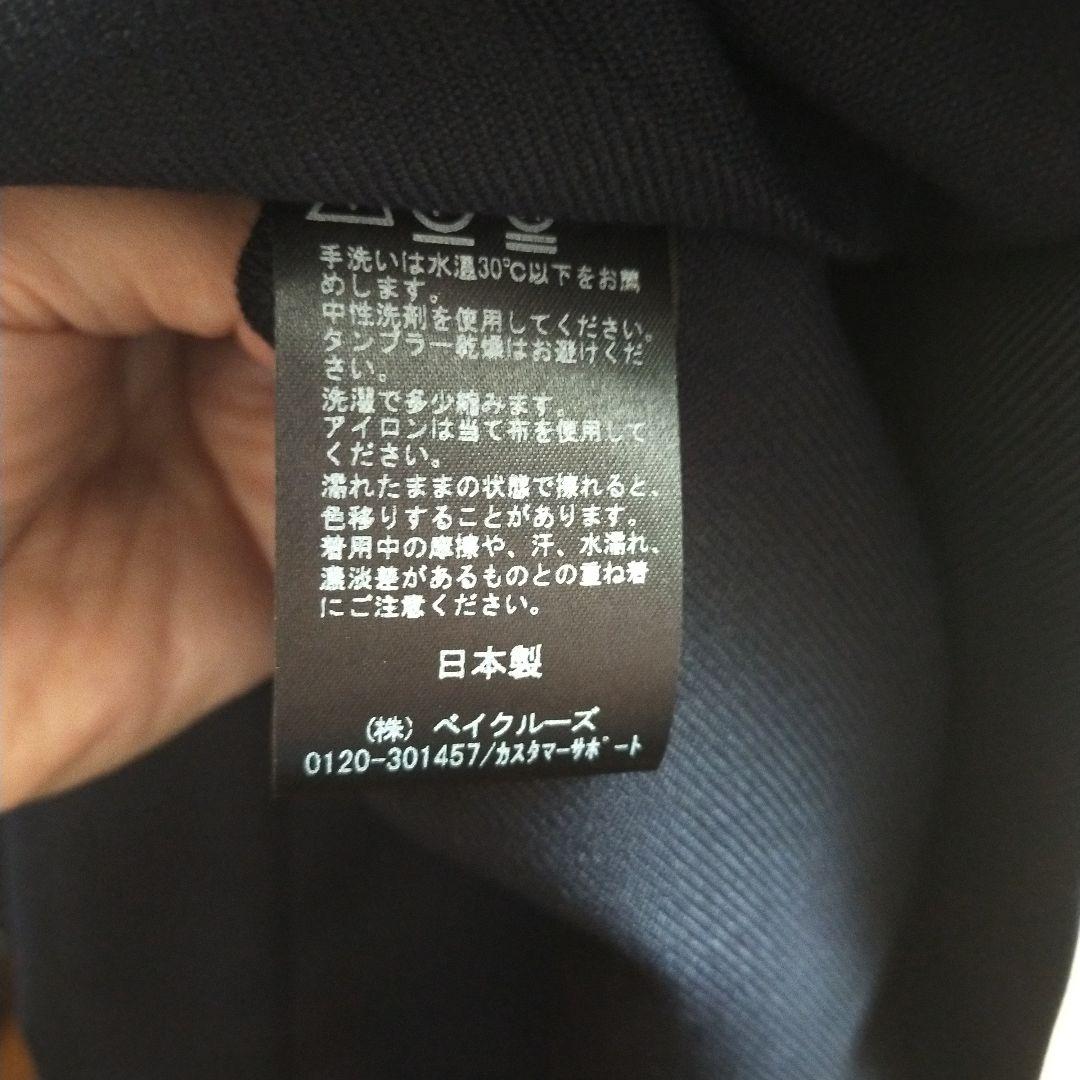 手洗いは水温30℃以下をお薦
めします。
中性洗剤を使用してください。
タンブラー乾燥はお避けくだ
さい。
洗濯で多少縮みます。
アイロンは当て布を使用して
ください。
濡れたままの状態で擦れると、
色移りすることがあります。
着用中の摩擦や、汗、水濡れ、
濃淡差があるものとの重ね着
にご注意ください。
日本製
(株) ベイクルーズ
0120-301457/カスタマーサポート